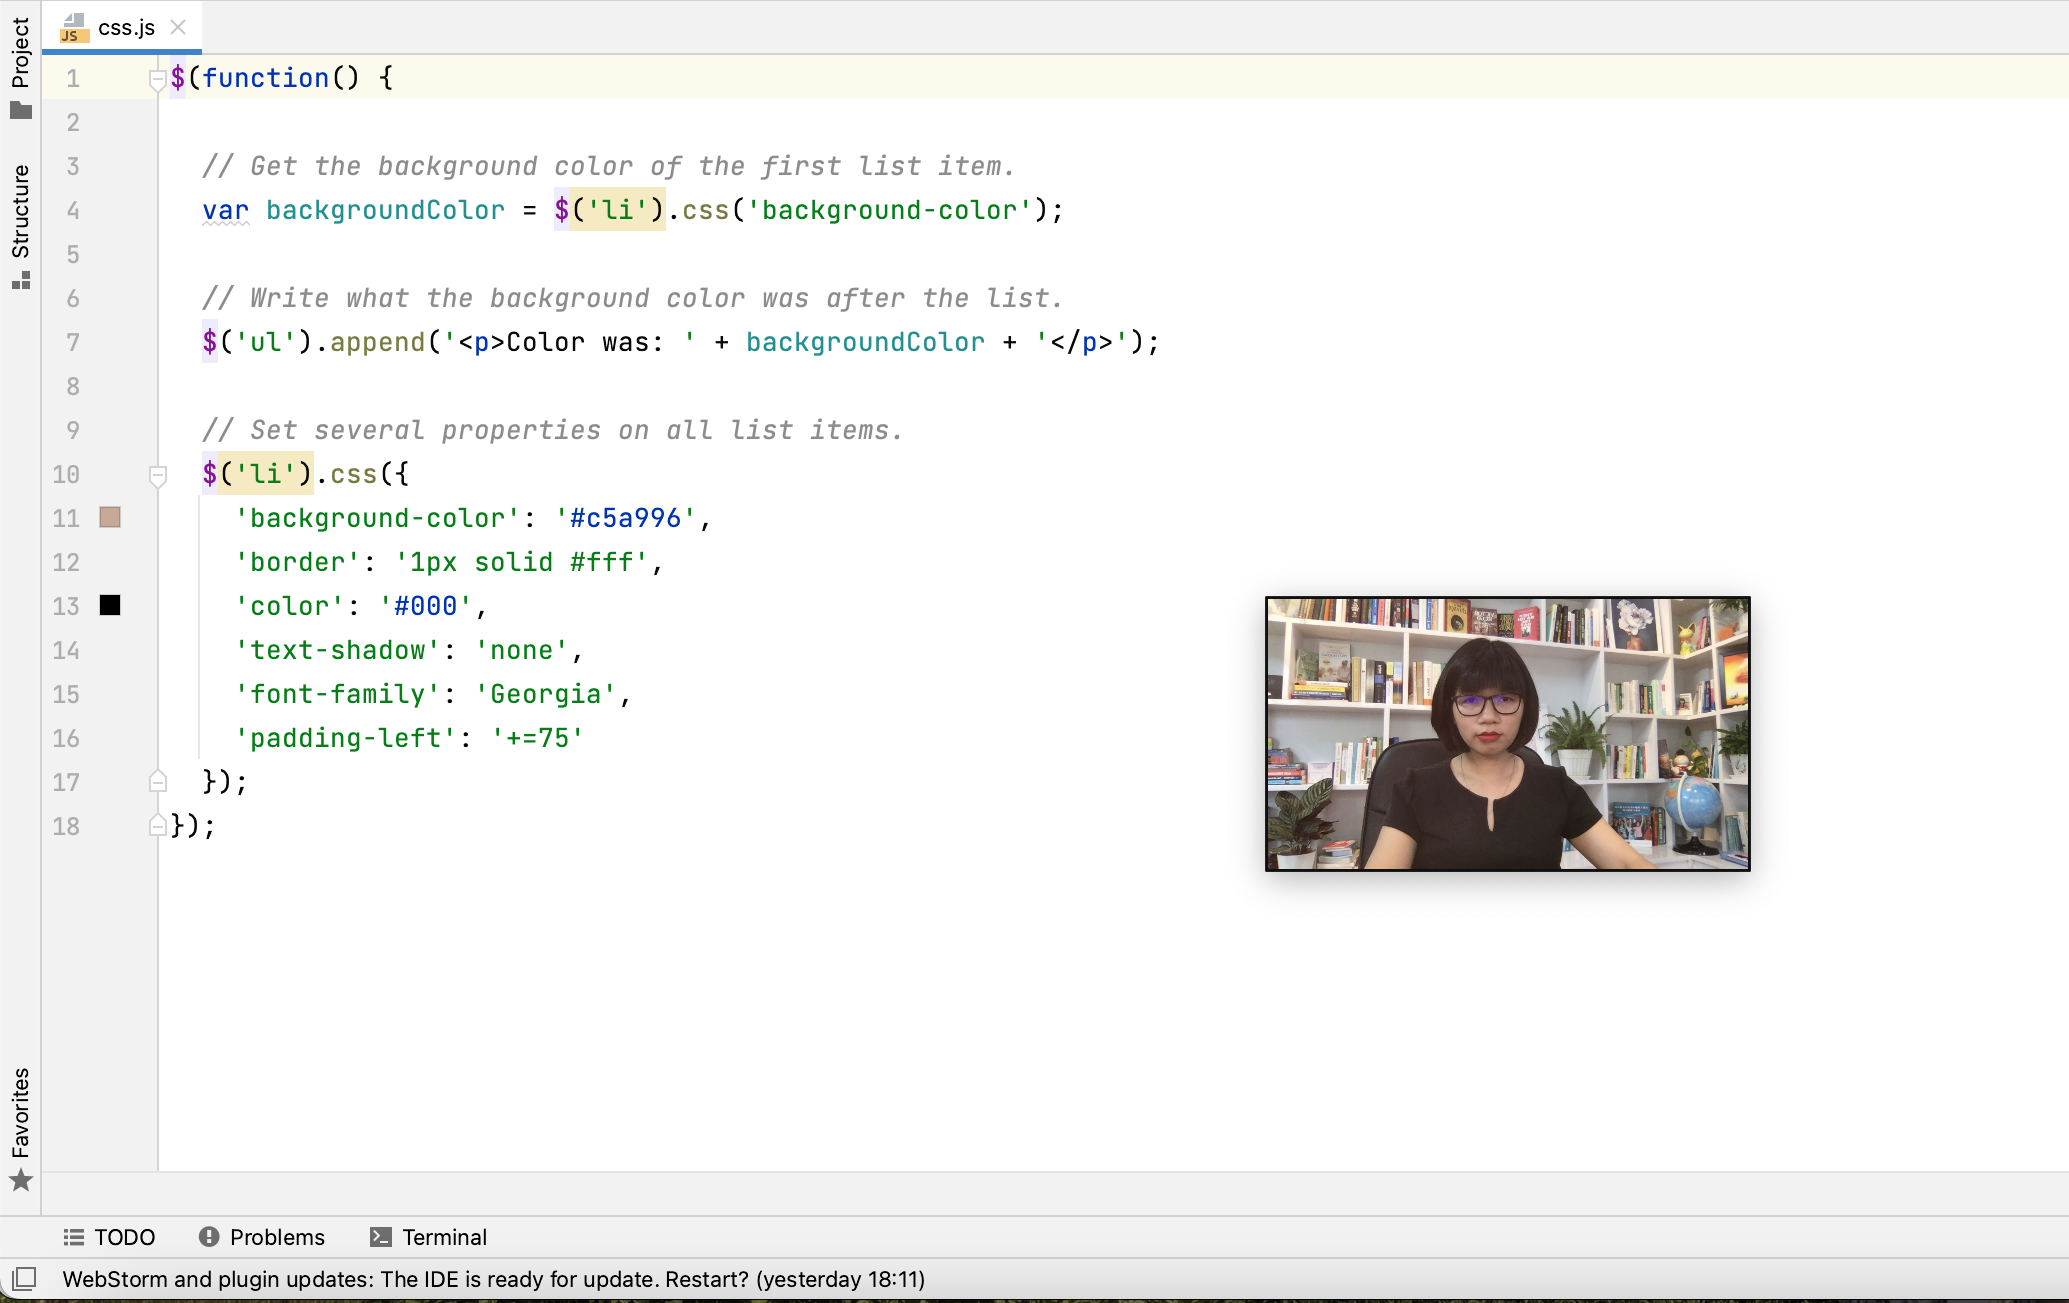 Project
Structure
Favorites
JS css.js
1 $(function() {
2
3 // Get the background color of the first list item.
4 var backgroundColor = $('li').css('background-color');
5
6 // Write what the background color was after the list.
7 $('ul').append('<p>Color was: ' + backgroundColor + '</p>');
8
9 // Set several properties on all list items.
10 $('li').css({
11 'background-color': '#c5a996',
12 'border': '1px solid #fff',
13 'color': '#000',
14 'text-shadow': 'none',
15 'font-family': 'Georgia',
16 'padding-left': '+=75'
17 });
18 });
TODO Problems Terminal
WebStorm and plugin updates: The IDE is ready for update. Restart? (yesterday 18:11)